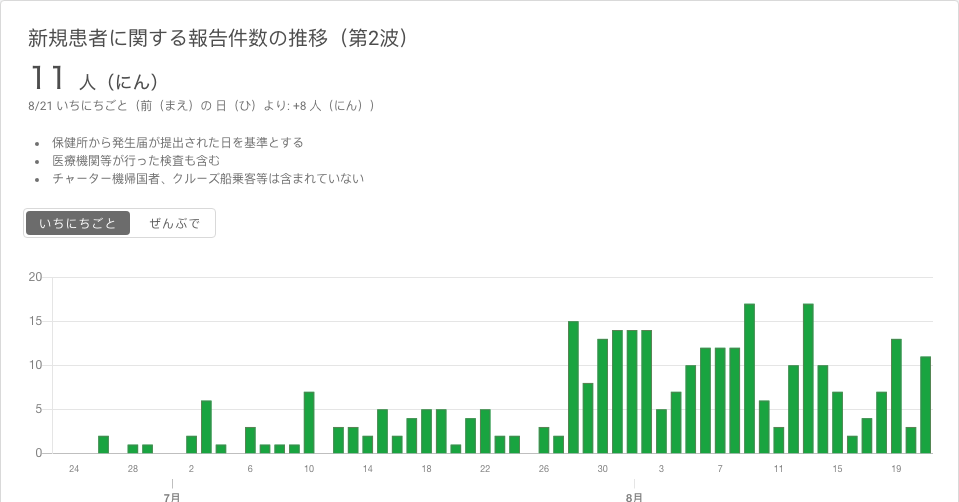 新規患者に関する報告件数の推移（第2波）
11 人（にん）
8/21 いちにちごと（前（まえ）の 日（ひ）より: +8 人（にん））
保健所から発生届が提出された日を基準とする
医療機関等が行った検査も含む
チャーター機帰国者、クルーズ船乗客等は含まれていない
いちにちごと ぜんぶで
20
15
10
5
0
24 28 2 6 10 14 18 22 26 30 3 7 11 15 19
7月 8月